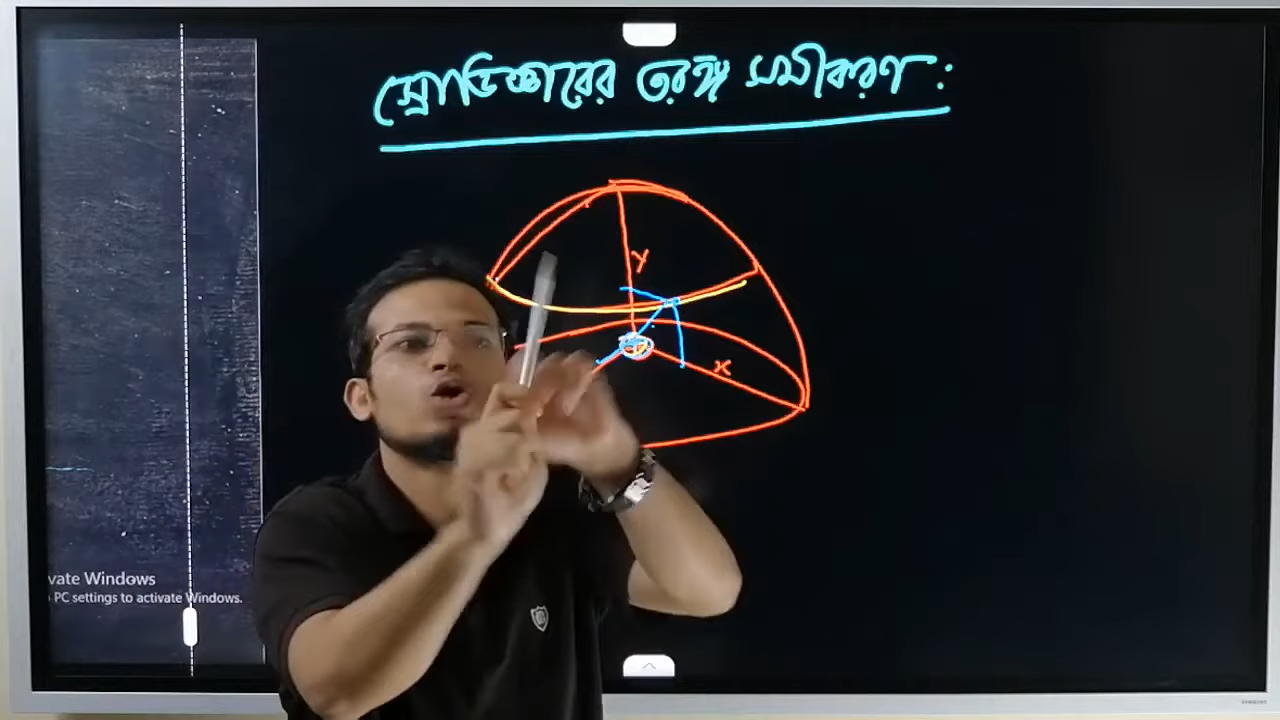 স্রোডিঞ্জারের তরঙ্গ সমীকরণ :
y
x
vate Windows
PC settings to activate Windows.